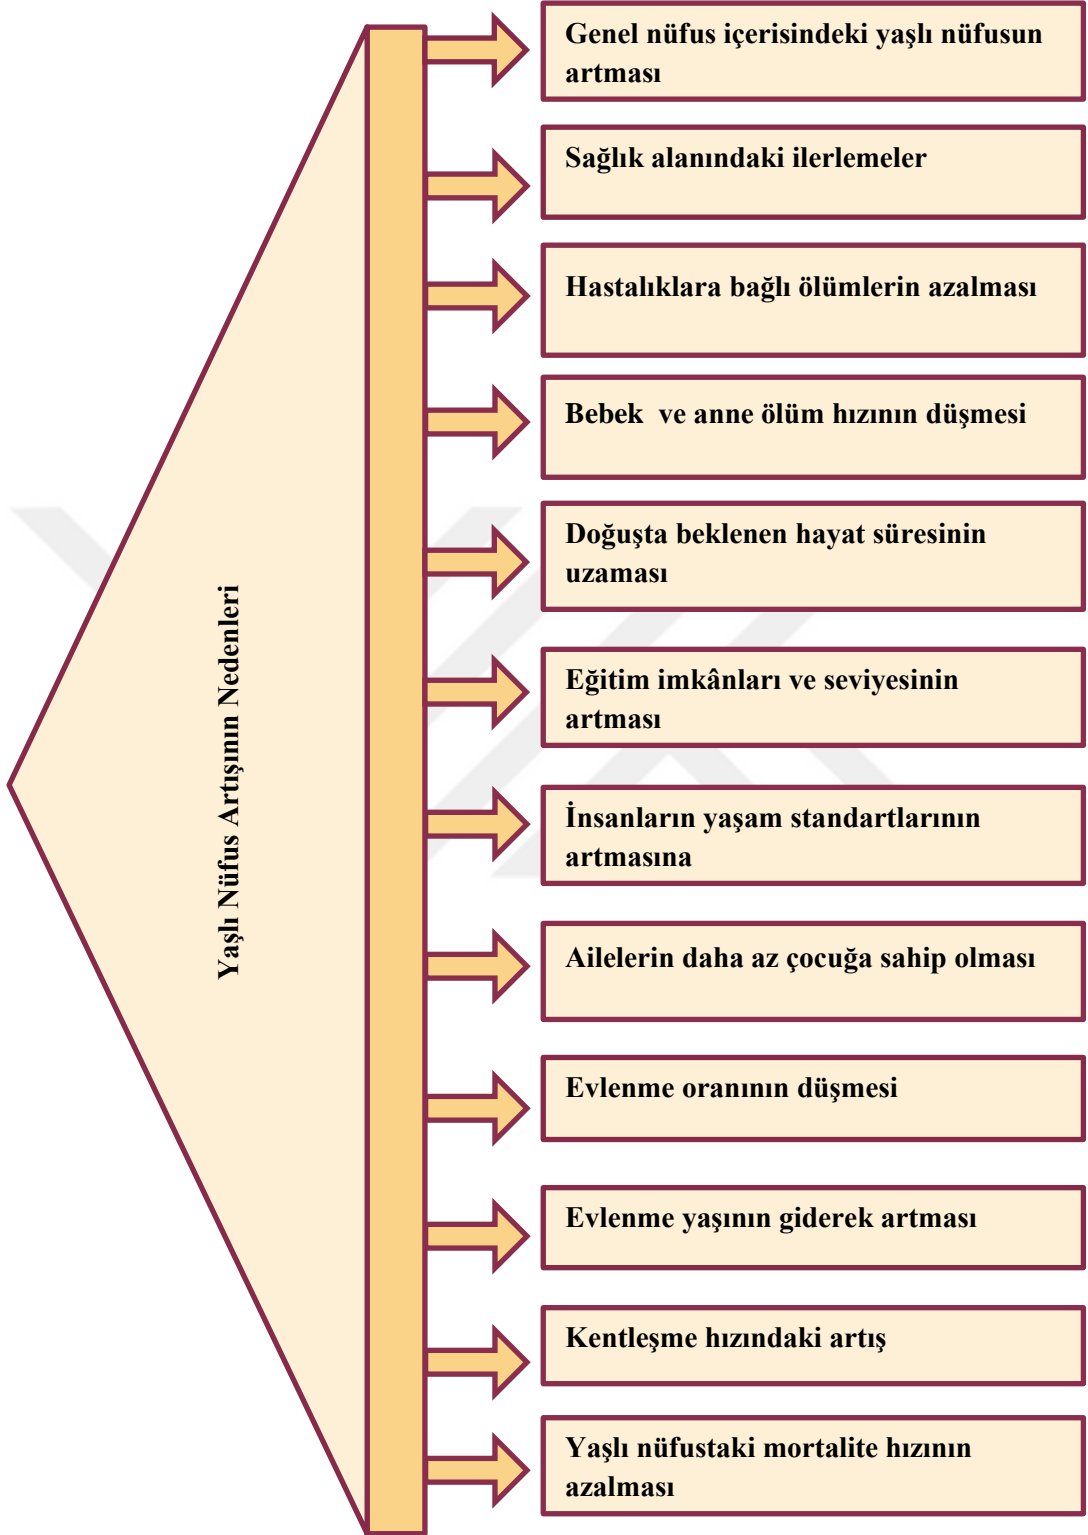 Yaşlı Nüfus Artışının Nedenleri
Genel nüfus içerisindeki yaşlı nüfusun
artması
Sağlık alanındaki ilerlemeler
Hastalıklara bağlı ölümlerin azalması
Bebek  ve anne ölüm hızının düşmesi
Doğuşta beklenen hayat süresinin
uzaması
Eğitim imkânları ve seviyesinin
artması
İnsanların yaşam standartlarının
artmasına
Ailelerin daha az çocuğa sahip olması
Evlenme oranının düşmesi
Evlenme yaşının giderek artması
Kentleşme hızındaki artış
Yaşlı nüfustaki mortalite hızının
azalması